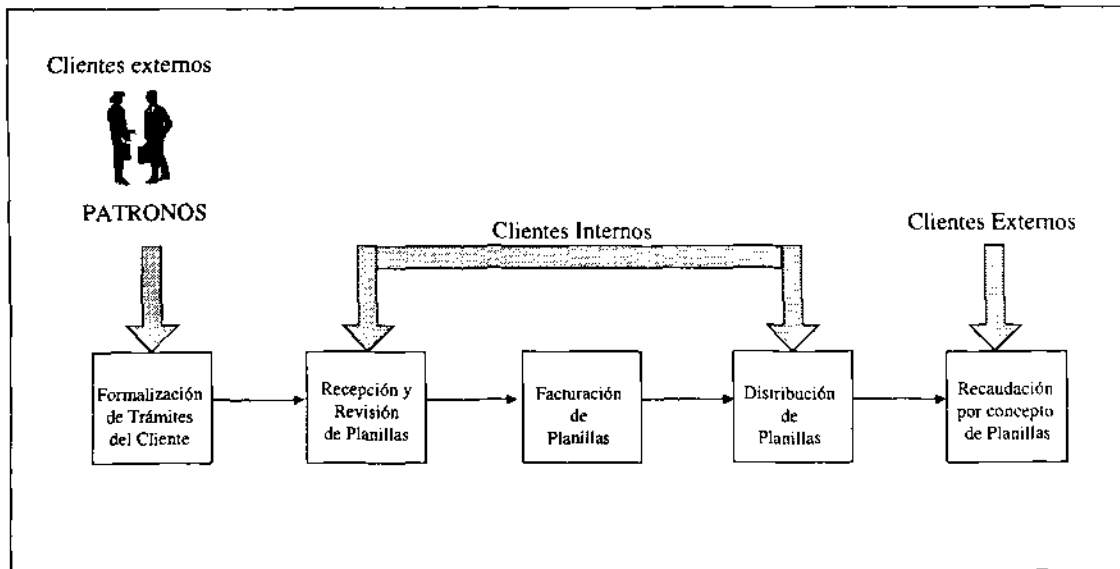 Clientes externos
PATRONOS
Clientes Internos
Clientes Externos
Formalización
de Trámites
del Cliente
Recepción y
Revisión
de Planillas
Facturación
de
Planillas
Distribución
de
Planillas
Recaudación
por concepto
de Planillas